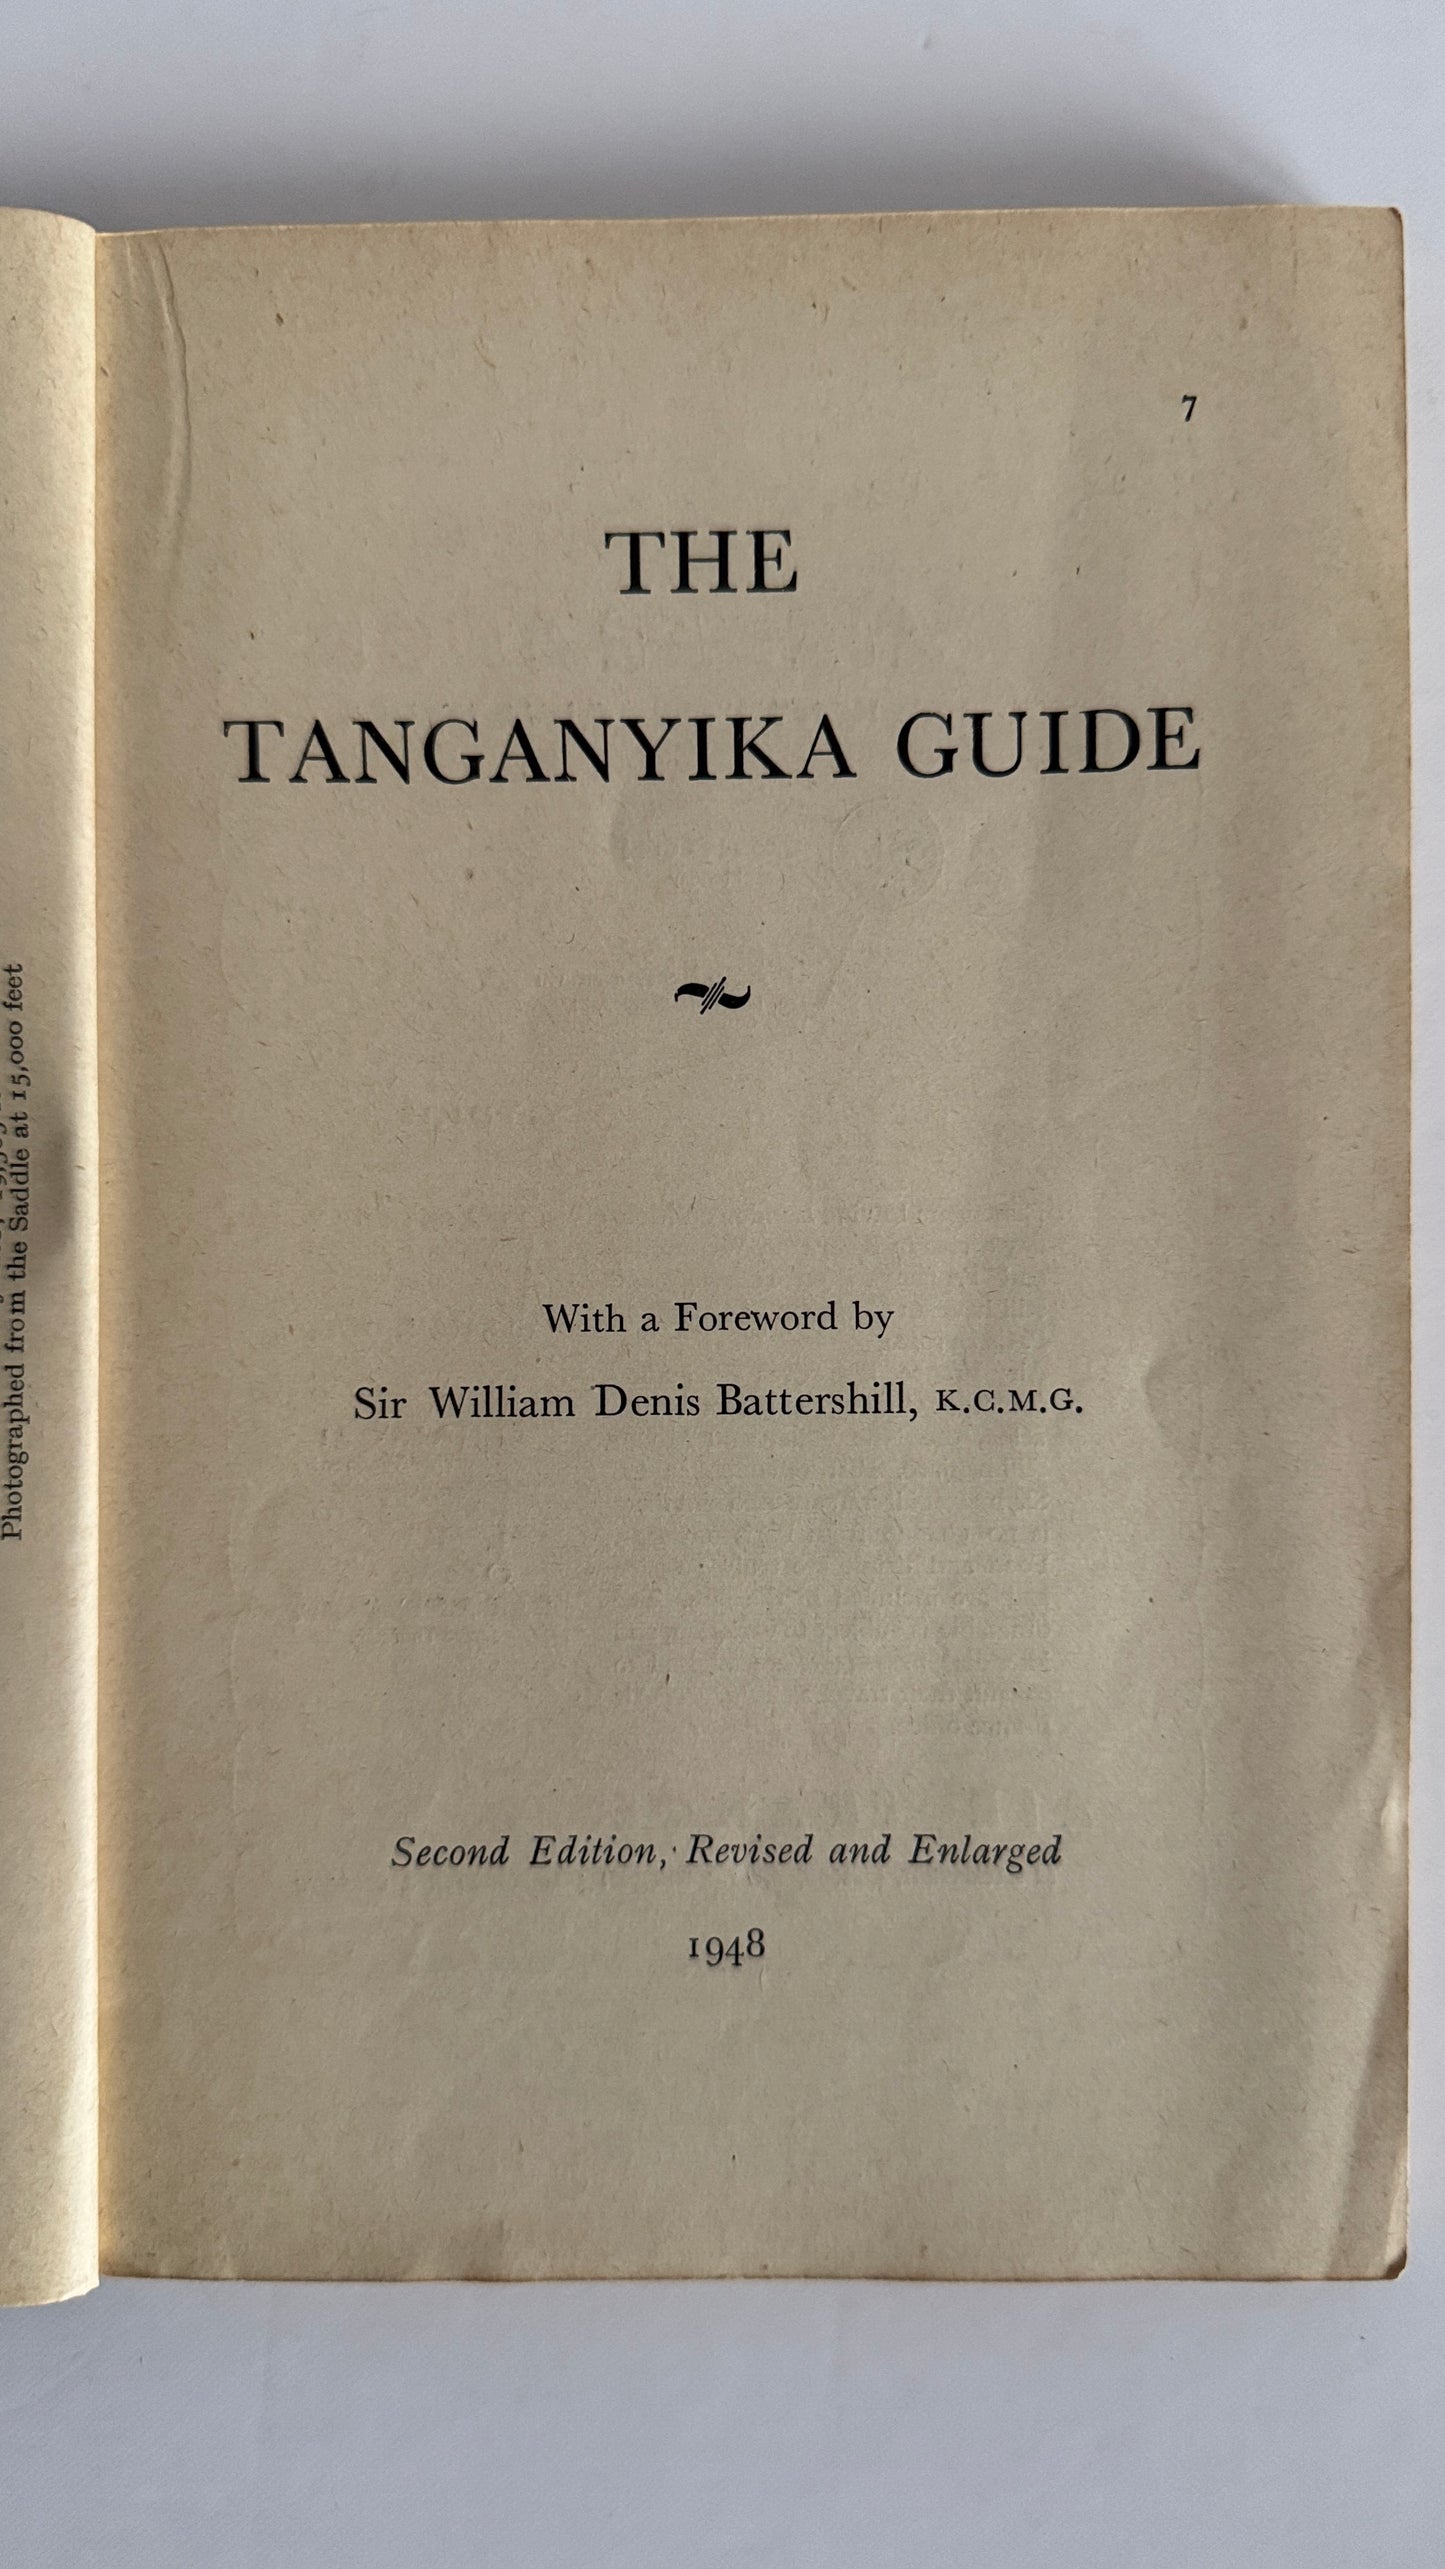 Photographed from the Saddle at 15,000 feet
7
THE
TANGANYIKA GUIDE
With a Foreword by
Sir William Denis Battershill, K.C.M.G.
Second Edition, Revised and Enlarged
1948